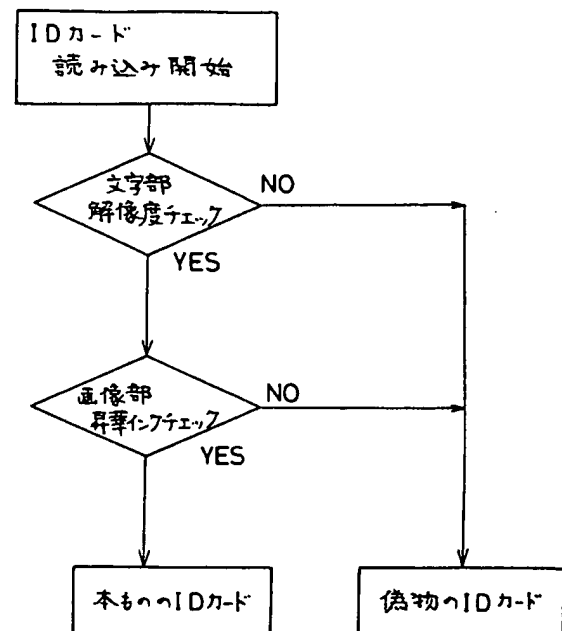 IDカード
読み込み開始
文字部
解像度チェック
NO
YES
画像部
昇華インクチェック
NO
YES
本もののIDカード
偽物のIDカード